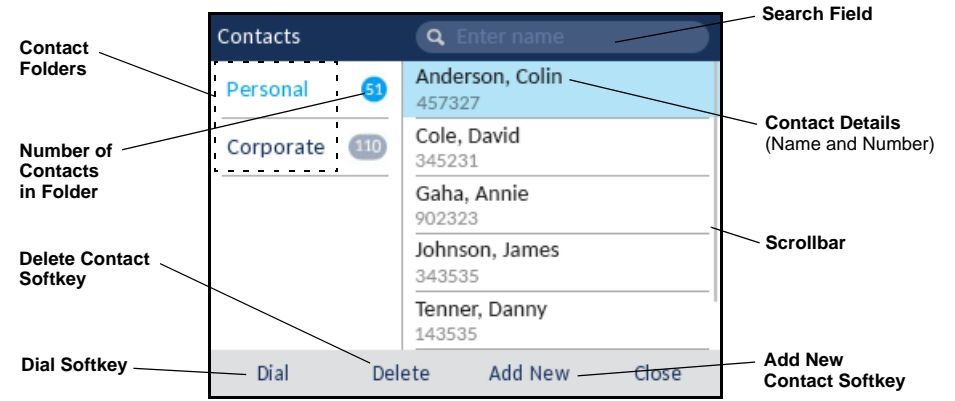 Search Field
Contact
Folders
Number of
Contacts
in Folder
Delete Contact
Softkey
Dial Softkey
Contacts
Enter name
Personal
51
Corporate
110
Anderson, Colin
457327
Cole, David
345231
Gaha, Annie
902323
Johnson, James
343535
Tenner, Danny
143535
Dial
Delete
Add New
Close
Contact Details
(Name and Number)
Scrollbar
Add New
Contact Softkey